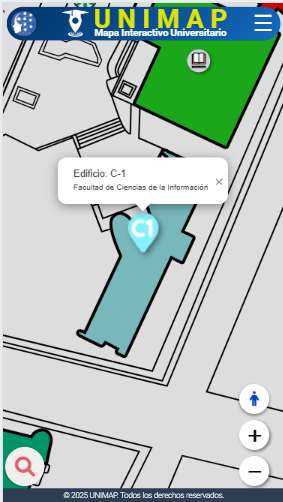 UNIMAP
Mapa Interactivo Universitario
Edificio: C-1
Facultad de Ciencias de la Información
×
C1
+
−
© 2025 UNIMAP. Todos los derechos reservados.